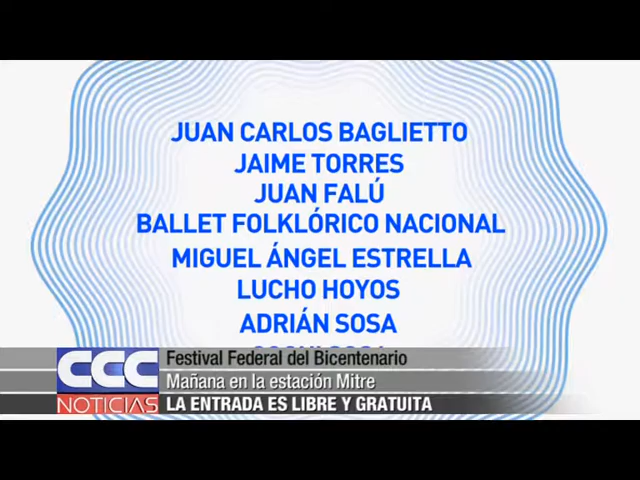 JUAN CARLOS BAGLIETTO
JAIME TORRES
JUAN FALÚ
BALLET FOLKLÓRICO NACIONAL
MIGUEL ÁNGEL ESTRELLA
LUCHO HOYOS
ADRIÁN SOSA
CCC
NOTICIAS
Festival Federal del Bicentenario
Mañana en la estación Mitre
LA ENTRADA ES LIBRE Y GRATUITA